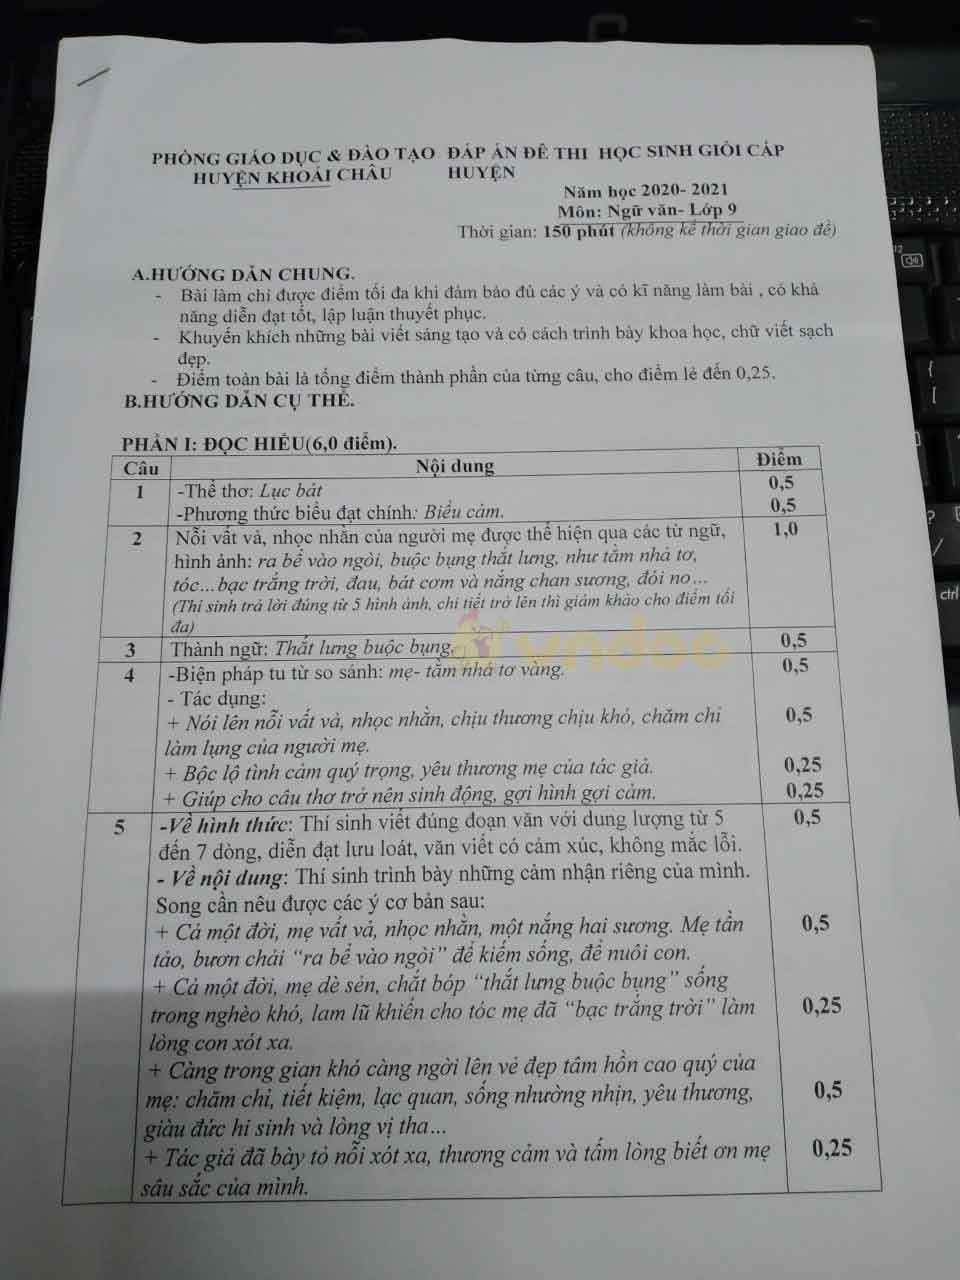 PHÒNG GIÁO DỤC & ĐÀO TẠO ĐÁP ÁN ĐỀ THI HỌC SINH GIỎI CẤP
HUYỆN KHOÁI CHÂU HUYỆN
Năm học 2020- 2021
Môn: Ngữ văn- Lớp 9
Thời gian: 150 phút (không kể thời gian giao đề)
A.HƯỚNG DẪN CHUNG.
- Bài làm chỉ được điểm tối đa khi đảm bảo đủ các ý và có kĩ năng làm bài , có khả
năng diễn đạt tốt, lập luận thuyết phục.
- Khuyến khích những bài viết sáng tạo và có cách trình bày khoa học, chữ viết sạch
đẹp.
- Điểm toàn bài là tổng điểm thành phần của từng câu, cho điểm lẻ đến 0,25.
B.HƯỚNG DẪN CỤ THỂ.
PHẦN I: ĐỌC HIỂU(6,0 điểm).
Câu Nội dung Điểm
1 -Thể thơ: Lục bát 0,5
-Phương thức biểu đạt chính: Biểu cảm. 0,5
2 Nỗi vất vả, nhọc nhằn của người mẹ được thể hiện qua các từ ngữ, 1,0
hình ảnh: ra bể vào ngòi, buộc bụng thắt lưng, như tằm nhả tơ,
tóc...bạc trắng trời, đau, bát cơm và nắng chan sương, đói no...
(Thí sinh trả lời đúng từ 5 hình ảnh, chi tiết trở lên thì giám khảo cho điểm tối
đa)
3 Thành ngữ: Thắt lưng buộc bụng. 0,5
4 -Biện pháp tu từ so sánh: mẹ- tằm nhả tơ vàng. 0,5
- Tác dụng:
+ Nói lên nỗi vất vả, nhọc nhằn, chịu thương chịu khó, chăm chỉ 0,5
làm lụng của người mẹ.
+ Bộc lộ tình cảm quý trọng, yêu thương mẹ của tác giả. 0,25
+ Giúp cho câu thơ trở nên sinh động, gợi hình gợi cảm. 0,25
5 -Về hình thức: Thí sinh viết đúng đoạn văn với dung lượng từ 5 0,5
đến 7 dòng, diễn đạt lưu loát, văn viết có cảm xúc, không mắc lỗi.
- Về nội dung: Thí sinh trình bày những cảm nhận riêng của mình.
Song cần nêu được các ý cơ bản sau:
+ Cả một đời, mẹ vất vả, nhọc nhằn, một nắng hai sương. Mẹ tần 0,5
tảo, bươn chải “ra bể vào ngòi” để kiếm sống, để nuôi con.
+ Cả một đời, mẹ dè sẻn, chắt bóp “thắt lưng buộc bụng” sống
trong nghèo khó, lam lũ khiến cho tóc mẹ đã “bạc trắng trời” làm 0,25
lòng con xót xa.
+ Càng trong gian khó càng ngời lên vẻ đẹp tâm hồn cao quý của
mẹ: chăm chỉ, tiết kiệm, lạc quan, sống nhường nhịn, yêu thương, 0,5
giàu đức hi sinh và lòng vị tha...
+ Tác giả đã bày tỏ nỗi xót xa, thương cảm và tấm lòng biết ơn mẹ 0,25
sâu sắc của mình.
vndoc
F12
ctrl